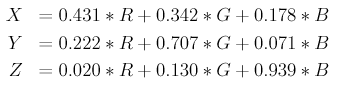 X = 0.431 * R + 0.342 * G + 0.178 * B
Y = 0.222 * R + 0.707 * G + 0.071 * B
Z = 0.020 * R + 0.130 * G + 0.939 * B